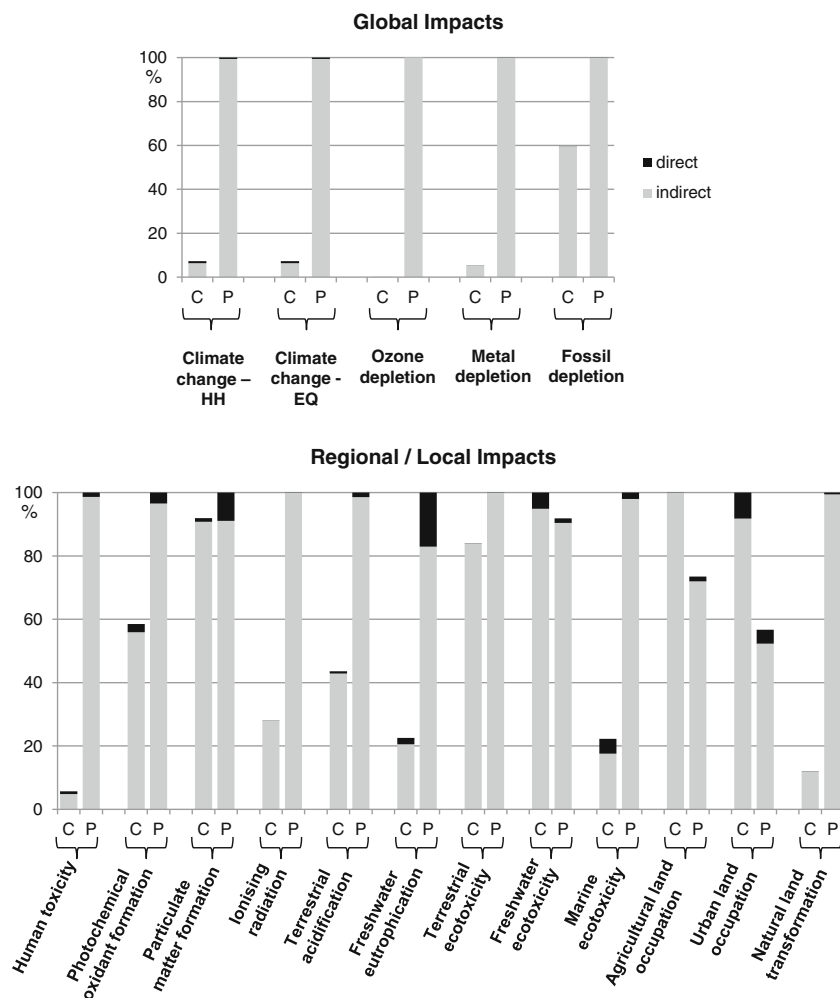 Global Impacts
100
%
80
60
40
20
0
direct
indirect
C P C P C P C P C P
Climate change – HH
Climate change - EQ
Ozone depletion
Metal depletion
Fossil depletion
Regional / Local Impacts
100
%
80
60
40
20
0
C P C P C P C P C P C P C P C P C P C P C P C P
Human toxicity
Photochemical oxidant formation
Particulate matter formation
Ionising radiation
Terrestrial acidification
Freshwater eutrophication
Terrestrial ecotoxicity
Freshwater ecotoxicity
Marine ecotoxicity
Agricultural land occupation
Urban land occupation
Natural land transformation